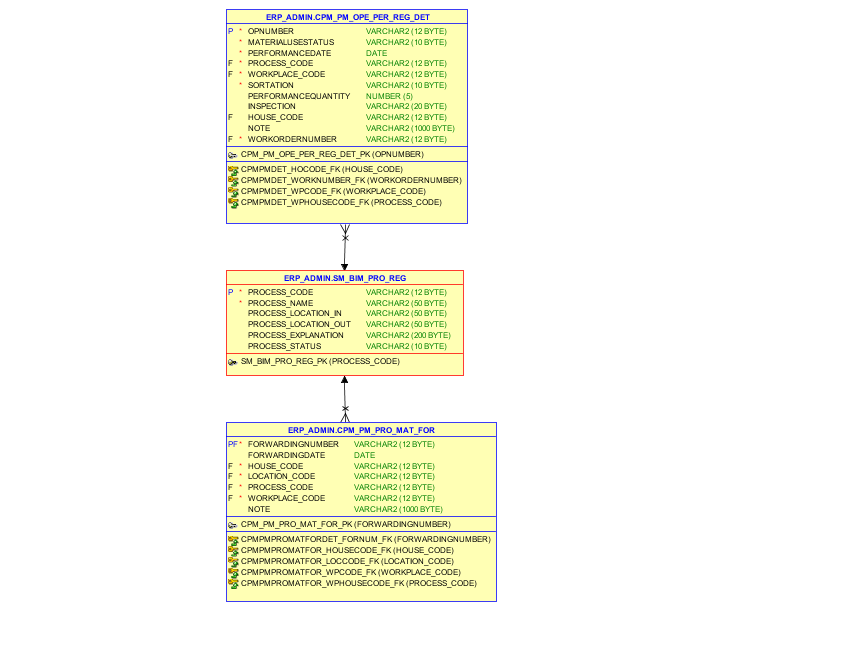 ERP_ADMIN.CPM_PM_OPE_PER_REG_DET
P * OPNUMBER VARCHAR2 (12 BYTE)
* MATERIALUSESTATUS VARCHAR2 (10 BYTE)
* PERFORMANCEDATE DATE
F * PROCESS_CODE VARCHAR2 (12 BYTE)
F * WORKPLACE_CODE VARCHAR2 (12 BYTE)
* SORTATION VARCHAR2 (10 BYTE)
PERFORMANCEQUANTITY NUMBER (5)
INSPECTION VARCHAR2 (20 BYTE)
F HOUSE_CODE VARCHAR2 (12 BYTE)
NOTE VARCHAR2 (1000 BYTE)
F * WORKORDERNUMBER VARCHAR2 (12 BYTE)
CPM_PM_OPE_PER_REG_DET_PK (OPNUMBER)
CPMPMDET_HOCODE_FK (HOUSE_CODE)
CPMPMDET_WORKNUMBER_FK (WORKORDERNUMBER)
CPMPMDET_WPCODE_FK (WORKPLACE_CODE)
CPMPMDET_WPHOUSECODE_FK (PROCESS_CODE)
ERP_ADMIN.SM_BIM_PRO_REG
P * PROCESS_CODE VARCHAR2 (12 BYTE)
* PROCESS_NAME VARCHAR2 (50 BYTE)
PROCESS_LOCATION_IN VARCHAR2 (50 BYTE)
PROCESS_LOCATION_OUT VARCHAR2 (50 BYTE)
PROCESS_EXPLANATION VARCHAR2 (200 BYTE)
PROCESS_STATUS VARCHAR2 (10 BYTE)
SM_BIM_PRO_REG_PK (PROCESS_CODE)
ERP_ADMIN.CPM_PM_PRO_MAT_FOR
PF * FORWARDINGNUMBER VARCHAR2 (12 BYTE)
FORWARDINGDATE DATE
F * HOUSE_CODE VARCHAR2 (12 BYTE)
F * LOCATION_CODE VARCHAR2 (12 BYTE)
F * PROCESS_CODE VARCHAR2 (12 BYTE)
F * WORKPLACE_CODE VARCHAR2 (12 BYTE)
NOTE VARCHAR2 (1000 BYTE)
CPM_PM_PRO_MAT_FOR_PK (FORWARDINGNUMBER)
CPMPMPROMATFORDET_FORNUM_FK (FORWARDINGNUMBER)
CPMPMPROMATFOR_HOUSECODE_FK (HOUSE_CODE)
CPMPMPROMATFOR_LOCCODE_FK (LOCATION_CODE)
CPMPMPROMATFOR_WPCODE_FK (WORKPLACE_CODE)
CPMPMPROMATFOR_WPHOUSECODE_FK (PROCESS_CODE)